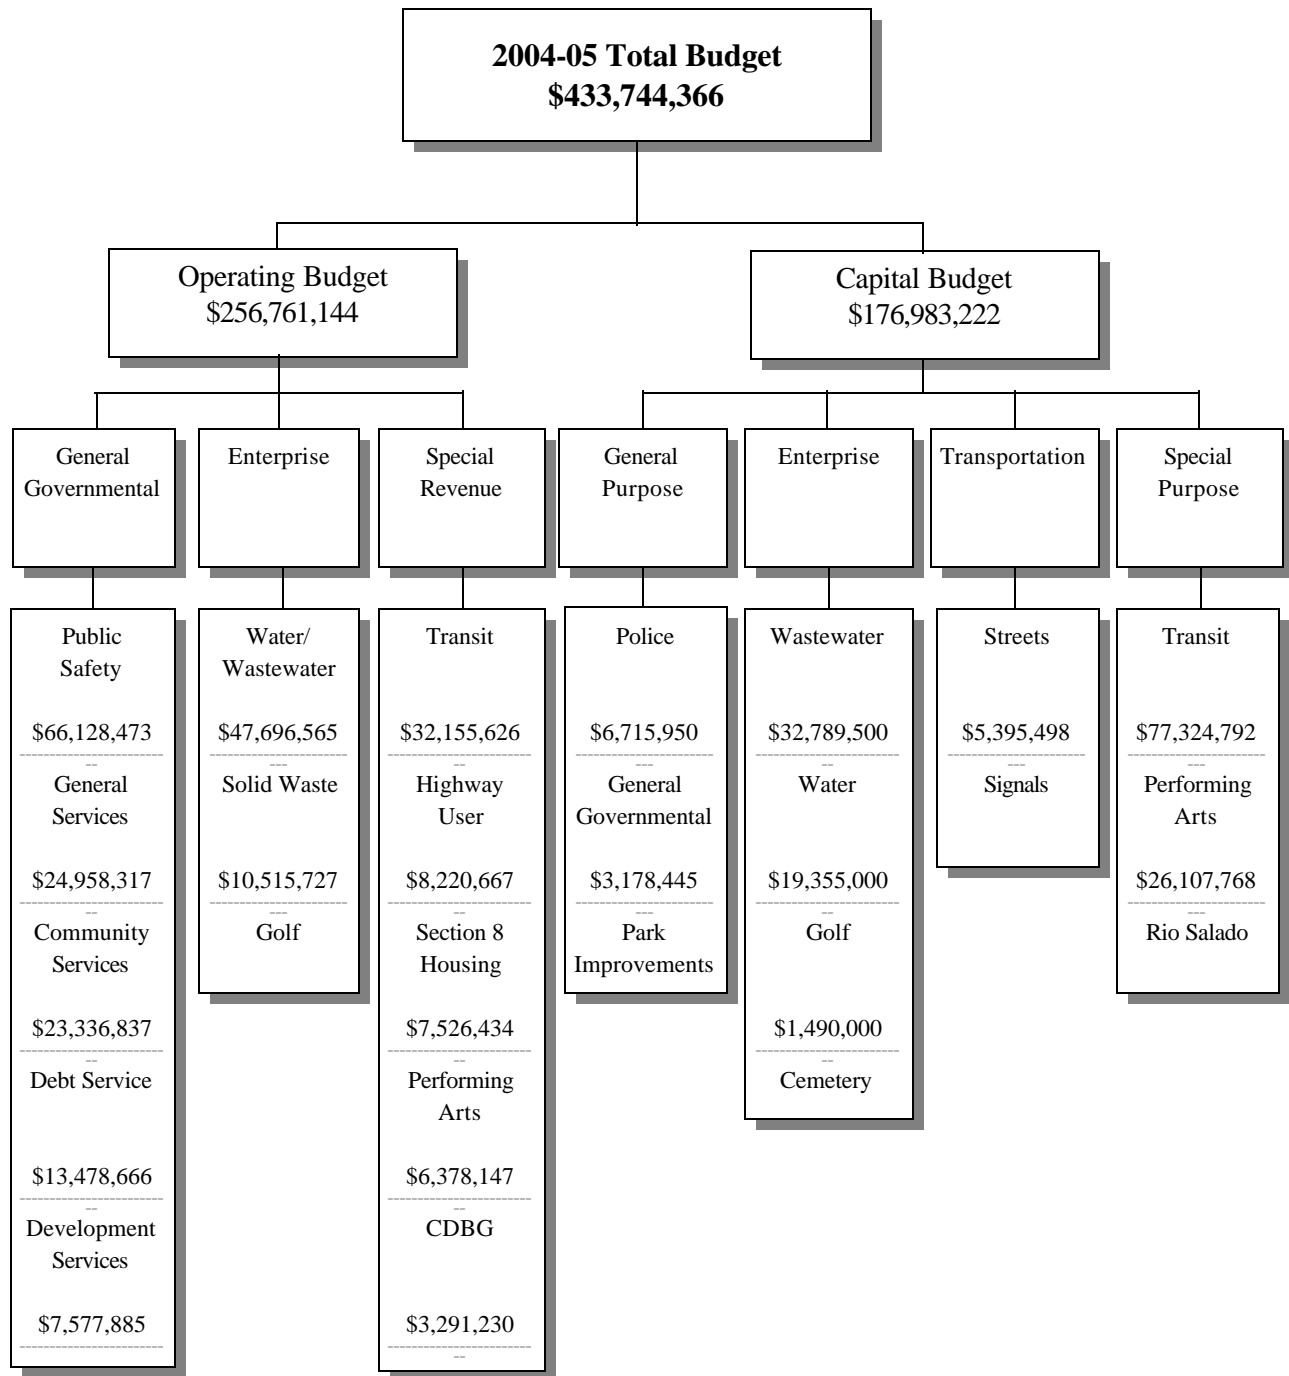 2004-05 Total Budget
$433,744,366
Operating Budget
$256,761,144
Capital Budget
$176,983,222
General
Governmental
Enterprise
Special
Revenue
General
Purpose
Enterprise
Transportation
Special
Purpose
Public
Safety
$66,128,473
General
Services
$24,958,317
Community
Services
$23,336,837
Debt Service
$13,478,666
Development
Services
$7,577,885
Water/
Wastewater
$47,696,565
Solid Waste
$10,515,727
Golf
Transit
$32,155,626
Highway
User
$8,220,667
Section 8
Housing
$7,526,434
Performing
Arts
$6,378,147
CDBG
$3,291,230
Police
$6,715,950
General
Governmental
$3,178,445
Park
Improvements
Wastewater
$32,789,500
Water
$19,355,000
Golf
$1,490,000
Cemetery
Streets
$5,395,498
Signals
Transit
$77,324,792
Performing
Arts
$26,107,768
Rio Salado